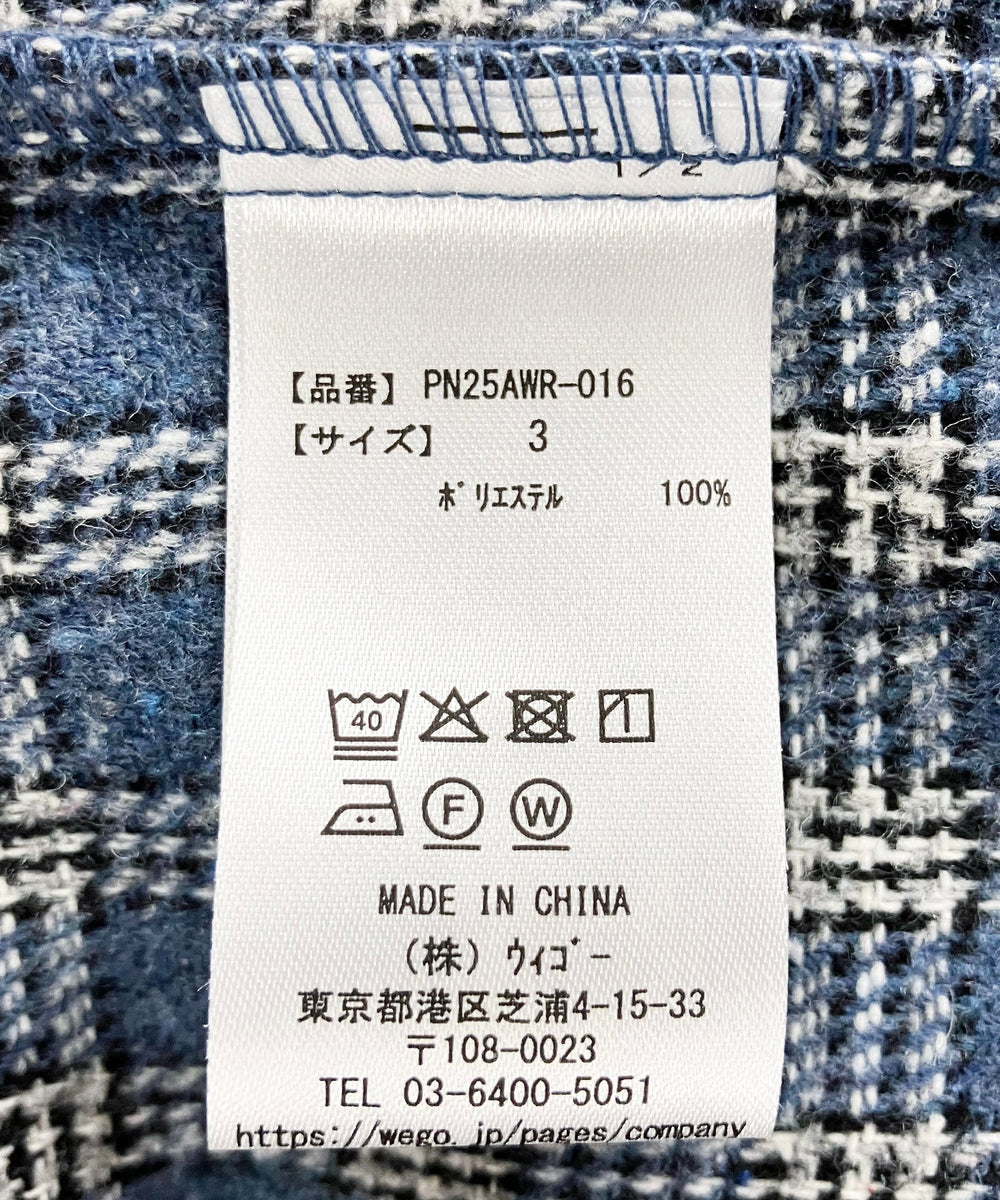 1/2
【品番】 PN25AWR-016
【サイズ】 3
ﾎﾟﾘｴｽﾃﾙ 100%
40
F W
MADE IN CHINA
(株) ｳｨｺﾞｰ
東京都港区芝浦4-15-33
〒108-0023
TEL 03-6400-5051
https://wego.jp/pages/company